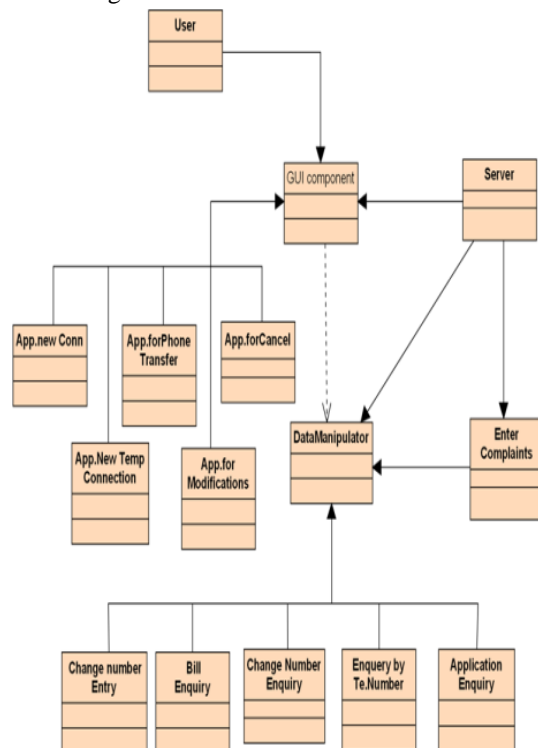 User
GUI component
Server
App.new Conn
App.forPhone
Transfer
App.forCancel
App.New Temp
Connection
App.for
Modifications
DataManipulator
Enter
Complaints
Change number
Entry
Bill
Enquiry
Change Number
Enquiry
Enquery by
Te.Number
Application
Enquiry